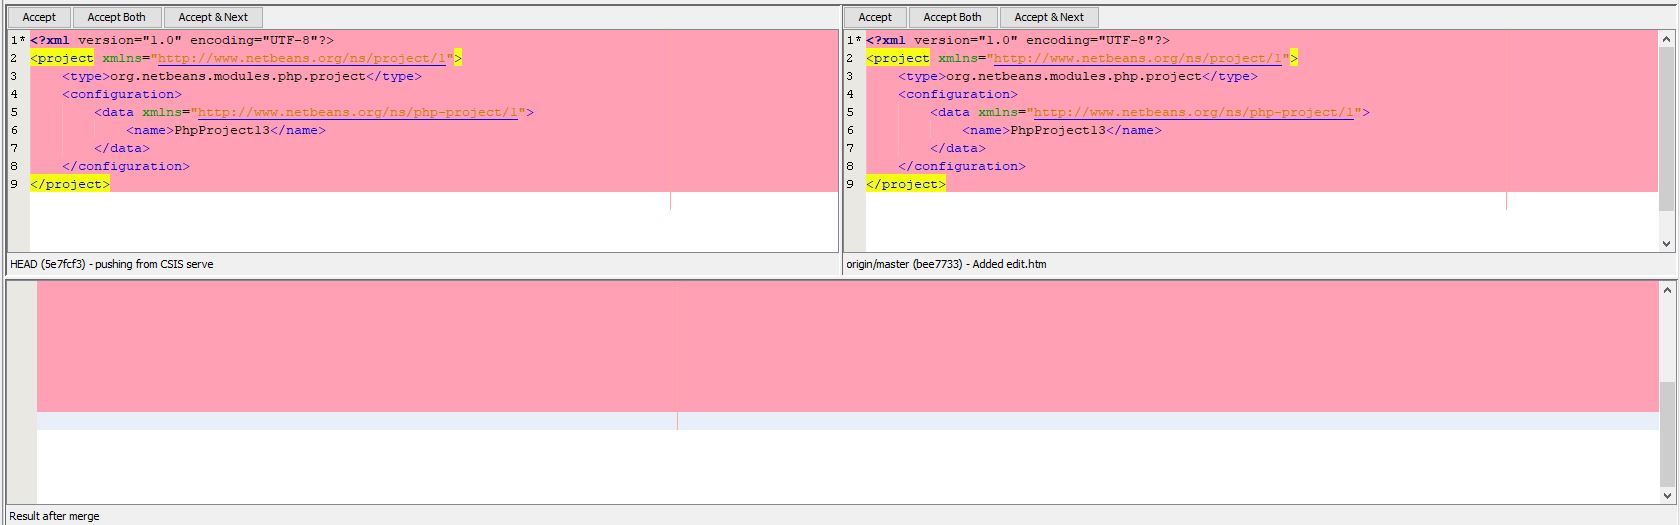 Accept Accept Both Accept & Next
1* <?xml version="1.0" encoding="UTF-8"?>
2 <project xmlns="http://www.netbeans.org/ns/project/1">
3 <type>org.netbeans.modules.php.project</type>
4 <configuration>
5 <data xmlns="http://www.netbeans.org/ns/php-project/1">
6 <name>PhpProject13</name>
7 </data>
8 </configuration>
9 </project>
HEAD (5e7fcf3) - pushing from CSIS serve
Accept Accept Both Accept & Next
1* <?xml version="1.0" encoding="UTF-8"?>
2 <project xmlns="http://www.netbeans.org/ns/project/1">
3 <type>org.netbeans.modules.php.project</type>
4 <configuration>
5 <data xmlns="http://www.netbeans.org/ns/php-project/1">
6 <name>PhpProject13</name>
7 </data>
8 </configuration>
9 </project>
origin/master (bee7733) - Added edit.htm
Result after merge